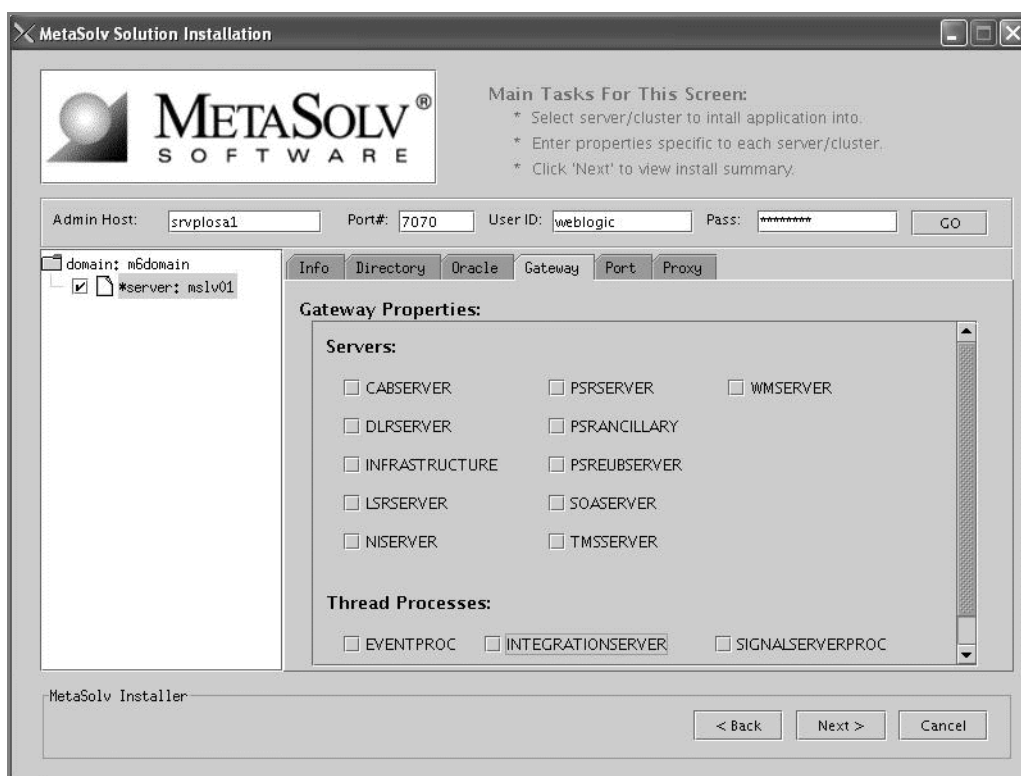 MetaSolv Solution Installation
METASOLV®
SOFTWARE
Main Tasks For This Screen:
* Select server/cluster to intall application into.
* Enter properties specific to each server/cluster.
* Click 'Next' to view install summary.
Admin Host: srvplosa1 Port#: 7070 User ID: weblogic Pass: ******** GO
domain: m6domain
*server: mslv01
Info Directory Oracle Gateway Port Proxy
Gateway Properties:
Servers:
CABSERVER PSRSERVER WMSERVER
DLRSERVER PSRANCILLARY
INFRASTRUCTURE PSREUBSERVER
LSRSERVER SOASERVER
NISERVER TMSSERVER
Thread Processes:
EVENTPROC INTEGRATIONSERVER SIGNALSERVERPROC
MetaSolv Installer
< Back Next > Cancel